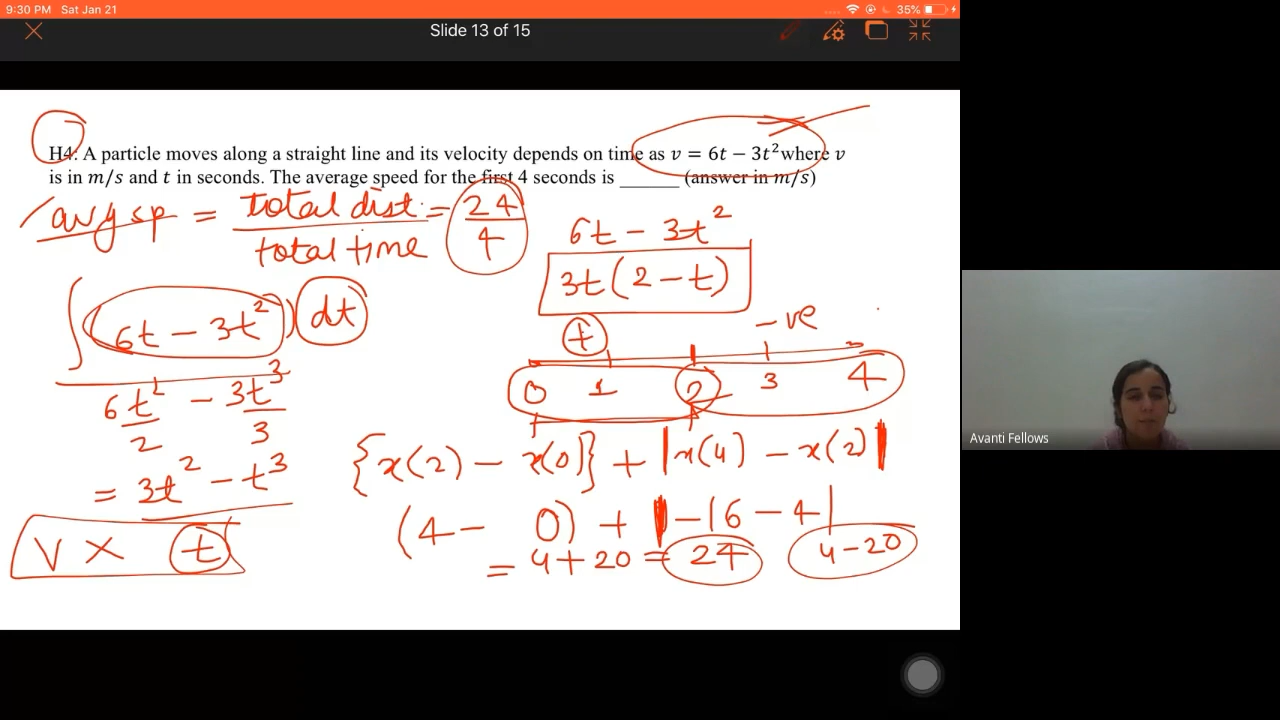 9:30 PM Sat Jan 21
35%
Slide 13 of 15
H4: A particle moves along a straight line and its velocity depends on time as v = 6t − 3t² where v
is in m/s and t in seconds. The average speed for the first 4 seconds is ______ (answer in m/s)
avg sp = total dist. / total time = 24/4
6t − 3t²
3t(2 − t)
∫(6t − 3t²) dt
+ −ve
0 1 2 3 4
6t²/2 − 3t³/3
{x(2) − x(0)} + |x(4) − x(2)|
= 3t² − t³
(4 − 0) + |−16 − 4|
v × t
= 4 + 20 = 24
4 − 20
Avanti Fellows